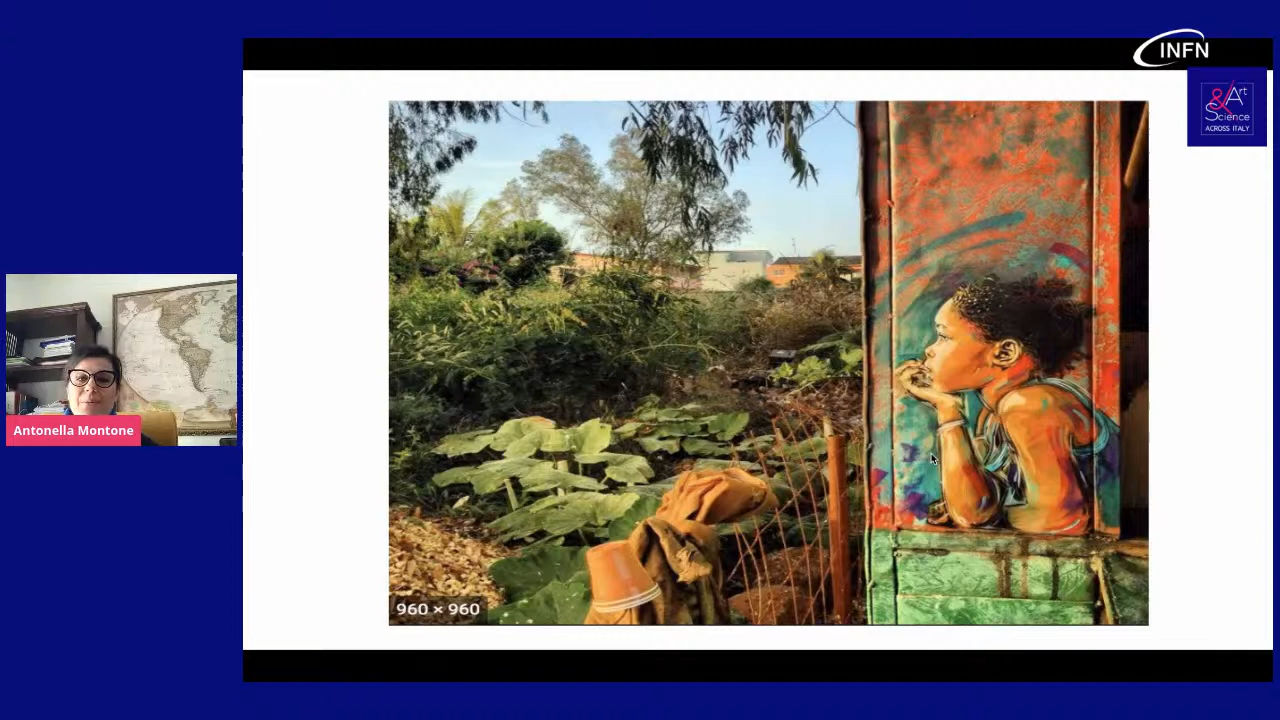 INFN
& Art
Science
ACROSS ITALY
Antonella Montone
960 × 960